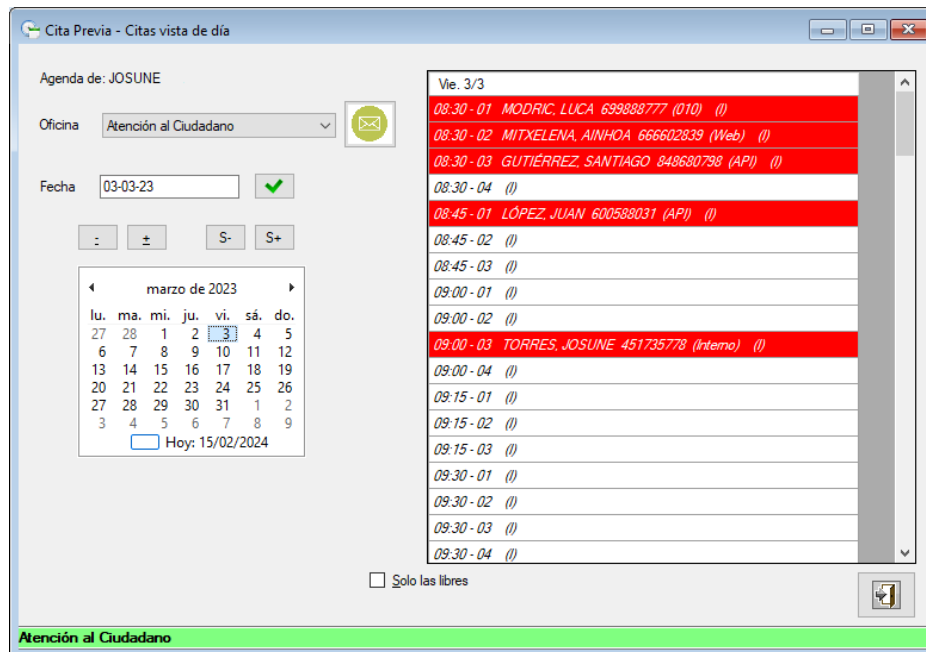 Cita Previa - Citas vista de día
Agenda de: JOSUNE
Oficina Atención al Ciudadano
Fecha 03-03-23
- + S- S+
marzo de 2023
lu. ma. mi. ju. vi. sá. do.
27 28 1 2 3 4 5
6 7 8 9 10 11 12
13 14 15 16 17 18 19
20 21 22 23 24 25 26
27 28 29 30 31 1 2
3 4 5 6 7 8 9
Hoy: 15/02/2024
Vie. 3/3
08:30 - 01 MODRIC, LUCA 699888777 (010) (I)
08:30 - 02 MITXELENA, AINHOA 666602839 (Web) (I)
08:30 - 03 GUTIÉRREZ, SANTIAGO 848680798 (API) (I)
08:30 - 04 (I)
08:45 - 01 LÓPEZ, JUAN 600588031 (API) (I)
08:45 - 02 (I)
08:45 - 03 (I)
09:00 - 01 (I)
09:00 - 02 (I)
09:00 - 03 TORRES, JOSUNE 451735778 (Interno) (I)
09:00 - 04 (I)
09:15 - 01 (I)
09:15 - 02 (I)
09:15 - 03 (I)
09:30 - 01 (I)
09:30 - 02 (I)
09:30 - 03 (I)
09:30 - 04 (I)
Solo las libres
Atención al Ciudadano